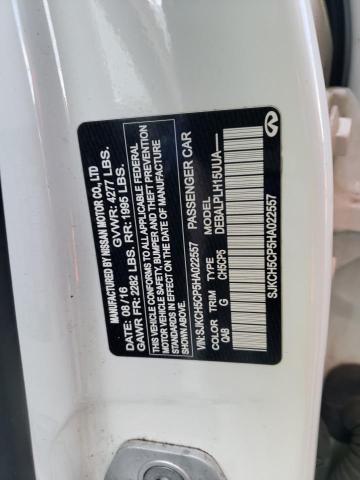 MANUFACTURED BY NISSAN MOTOR CO., LTD
DATE: 08/16 GVWR: 4277 LBS.
GAWR FR: 2282 LBS. RR: 1995 LBS.
THIS VEHICLE CONFORMS TO ALL APPLICABLE FEDERAL
MOTOR VEHICLE SAFETY, BUMPER AND THEFT PREVENTION
STANDARDS IN EFFECT ON THE DATE OF MANUFACTURE
SHOWN ABOVE.
VIN: SJKCH5CP5HA022557 PASSENGER CAR
COLOR TRIM TYPE MODEL
QAB G CH5CP5 DEBALPLH15UUA—
SJKCH5CP5HA022557